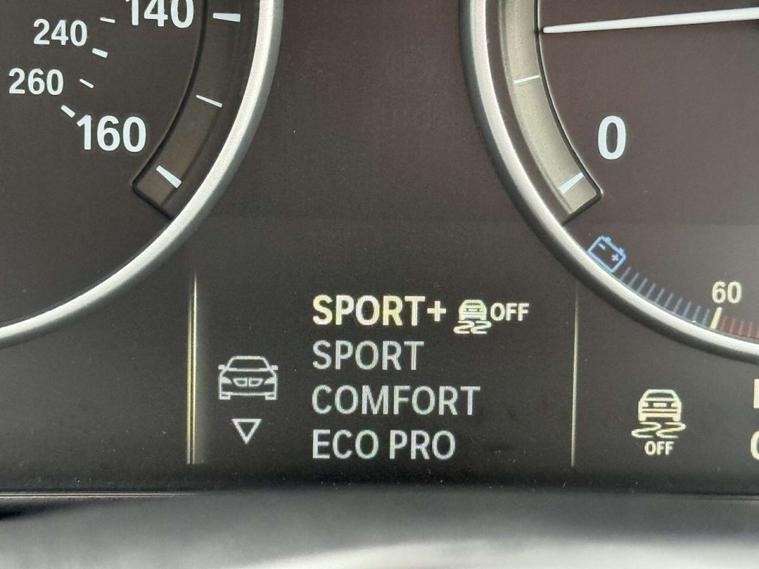 140
240
260
160
0
60
SPORT+ OFF
SPORT
COMFORT
ECO PRO
OFF